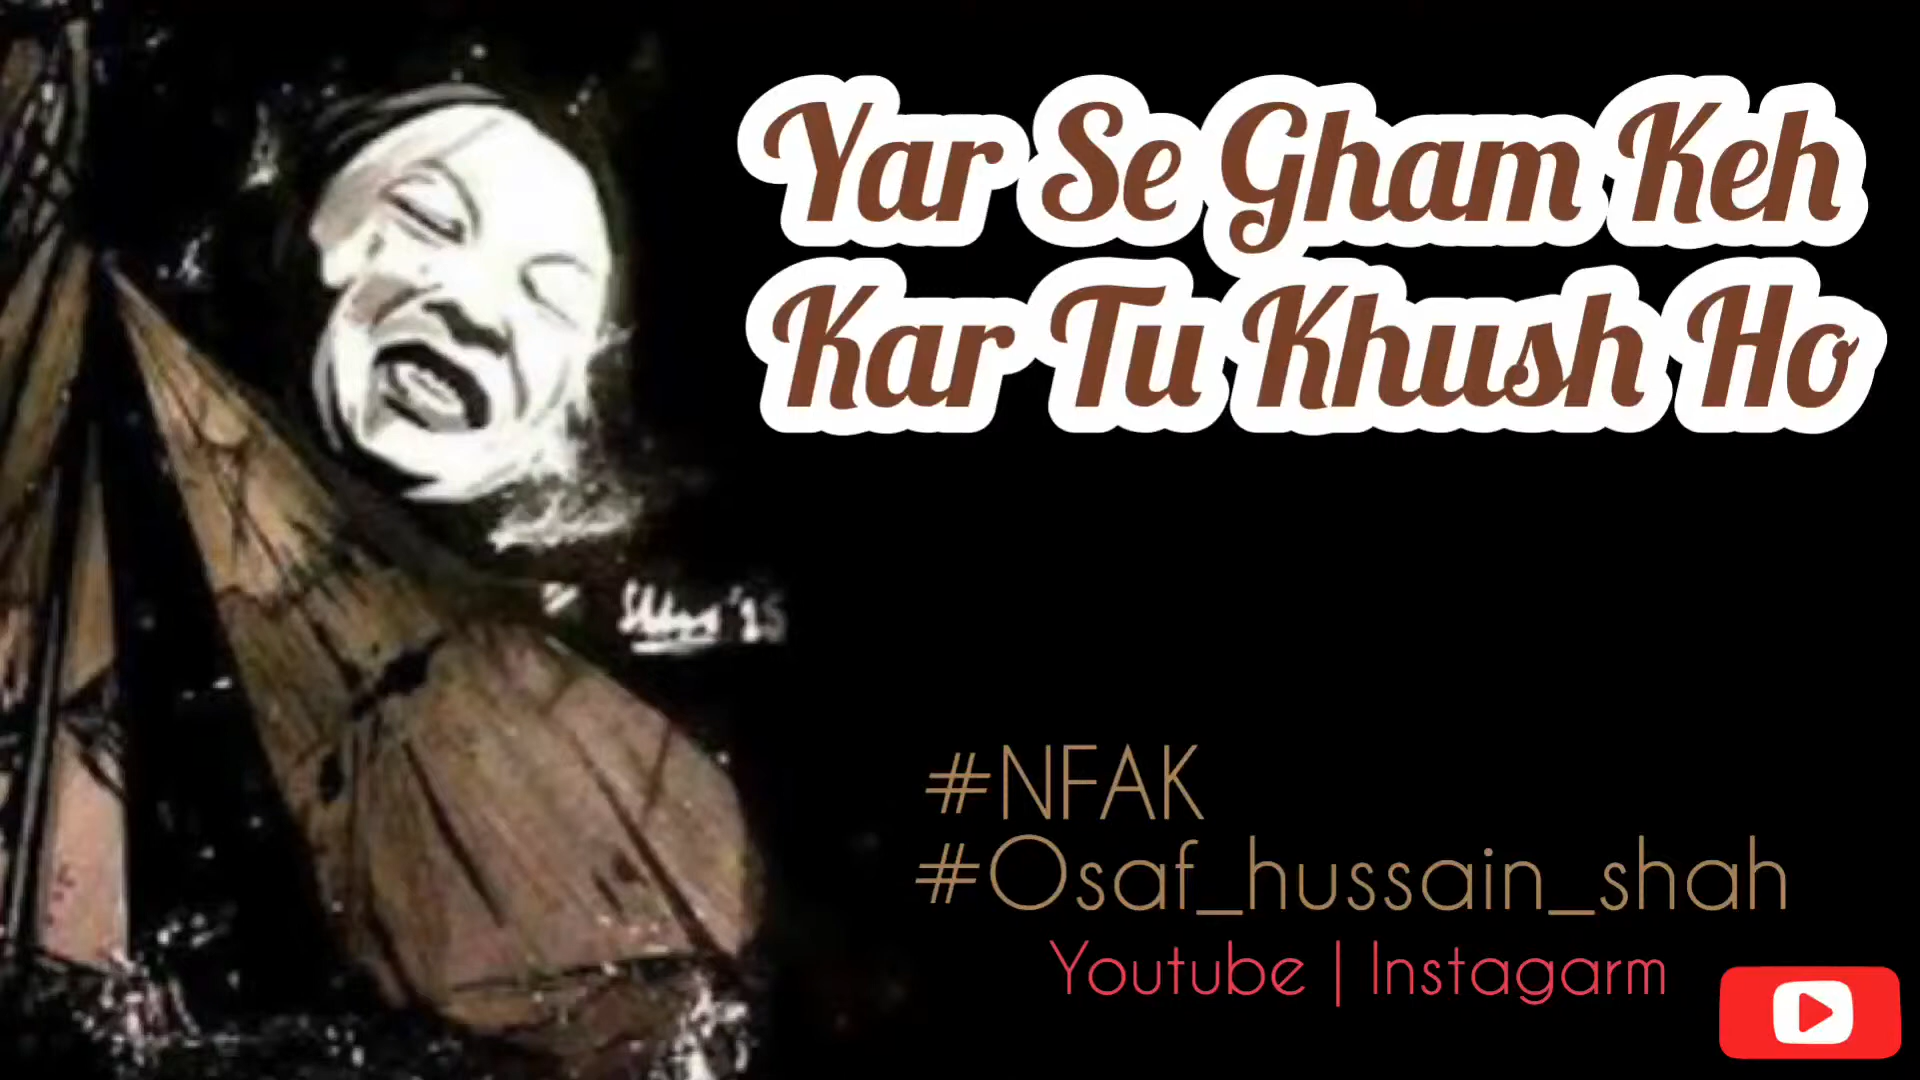 Yar Se Gham Keh
Kar Tu Khush Ho
#NFAK
#Osaf_hussain_shah
Youtube | Instagarm